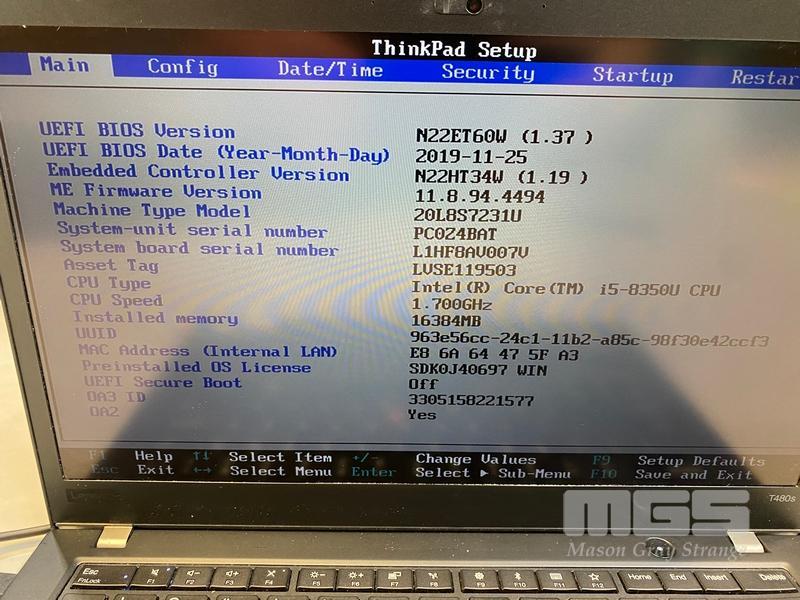 ThinkPad Setup
Main Config Date/Time Security Startup Restar
UEFI BIOS Version N22ET60W (1.37 )
UEFI BIOS Date (Year-Month-Day) 2019-11-25
Embedded Controller Version N22HT34W (1.19 )
ME Firmware Version 11.8.94.4494
Machine Type Model 20L8S7231U
System-unit serial number PC0Z4BAT
System board serial number L1HF8AV007V
Asset Tag LVSE119503
CPU Type Intel(R) Core(TM) i5-8350U CPU
CPU Speed 1.700GHz
Installed memory 16384MB
UUID 963e56cc-24c1-11b2-a85c-98f30e42ccf3
MAC Address (Internal LAN) E8 6A 64 47 5F A3
Preinstalled OS License SDK0J40697 WIN
UEFI Secure Boot Off
OA3 ID 3305158221577
OA2 Yes
F1 Help ↑↓ Select Item +/- Change Values F9 Setup Defaults
Esc Exit ↔ Select Menu Enter Select ▶ Sub-Menu F10 Save and Exit
Lenovo T480s
MGS
Mason Gray Strange
Esc F1 F2 F3 F4 F5 F6 F7 F8 F9 F10 F11 F12 Home End Insert Delete
FnLock